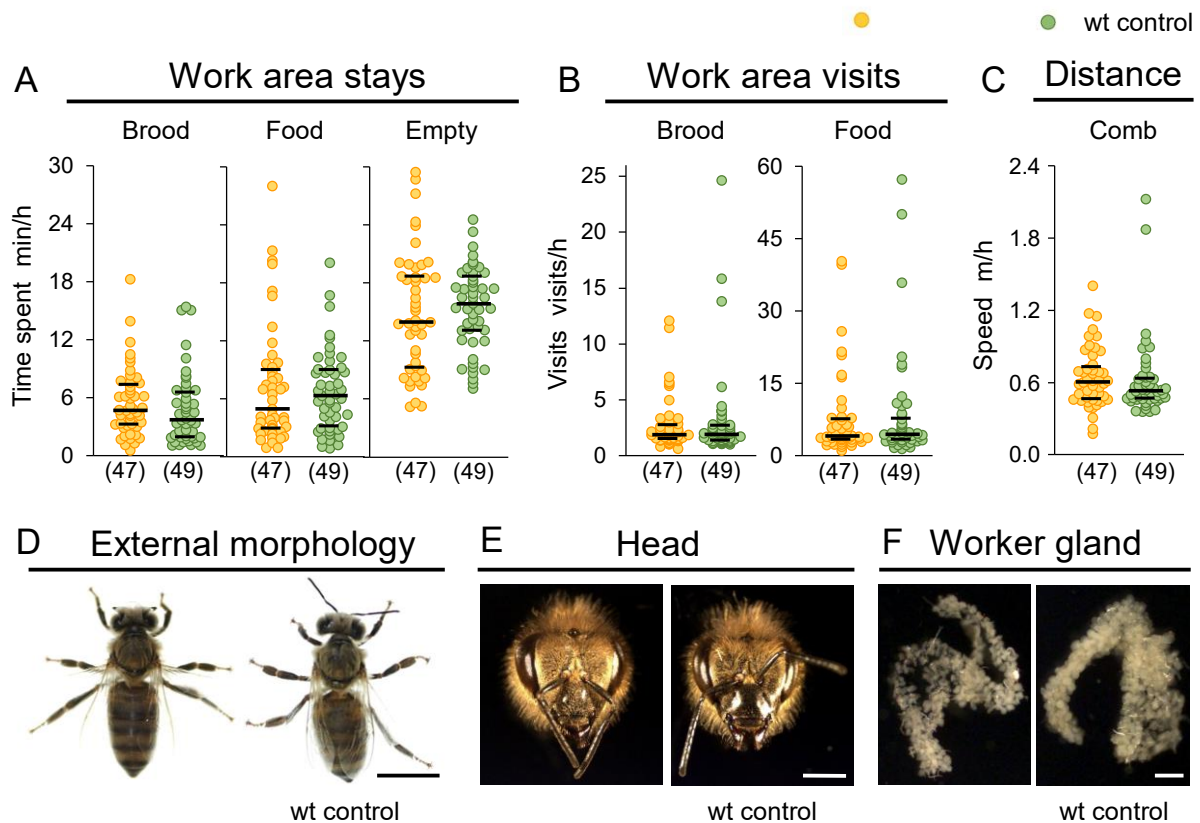 wt control
A Work area stays B Work area visits C Distance
Brood Food Empty Brood Food Comb
Time spent min/h
30
24
18
12
6
0
(47) (49) (47) (49) (47) (49)
Visits visits/h
25
20
15
10
5
0
(47) (49)
60
45
30
15
0
(47) (49)
Speed m/h
2.4
1.8
1.2
0.6
0.0
(47) (49)
D External morphology E Head F Worker gland
wt control wt control wt control